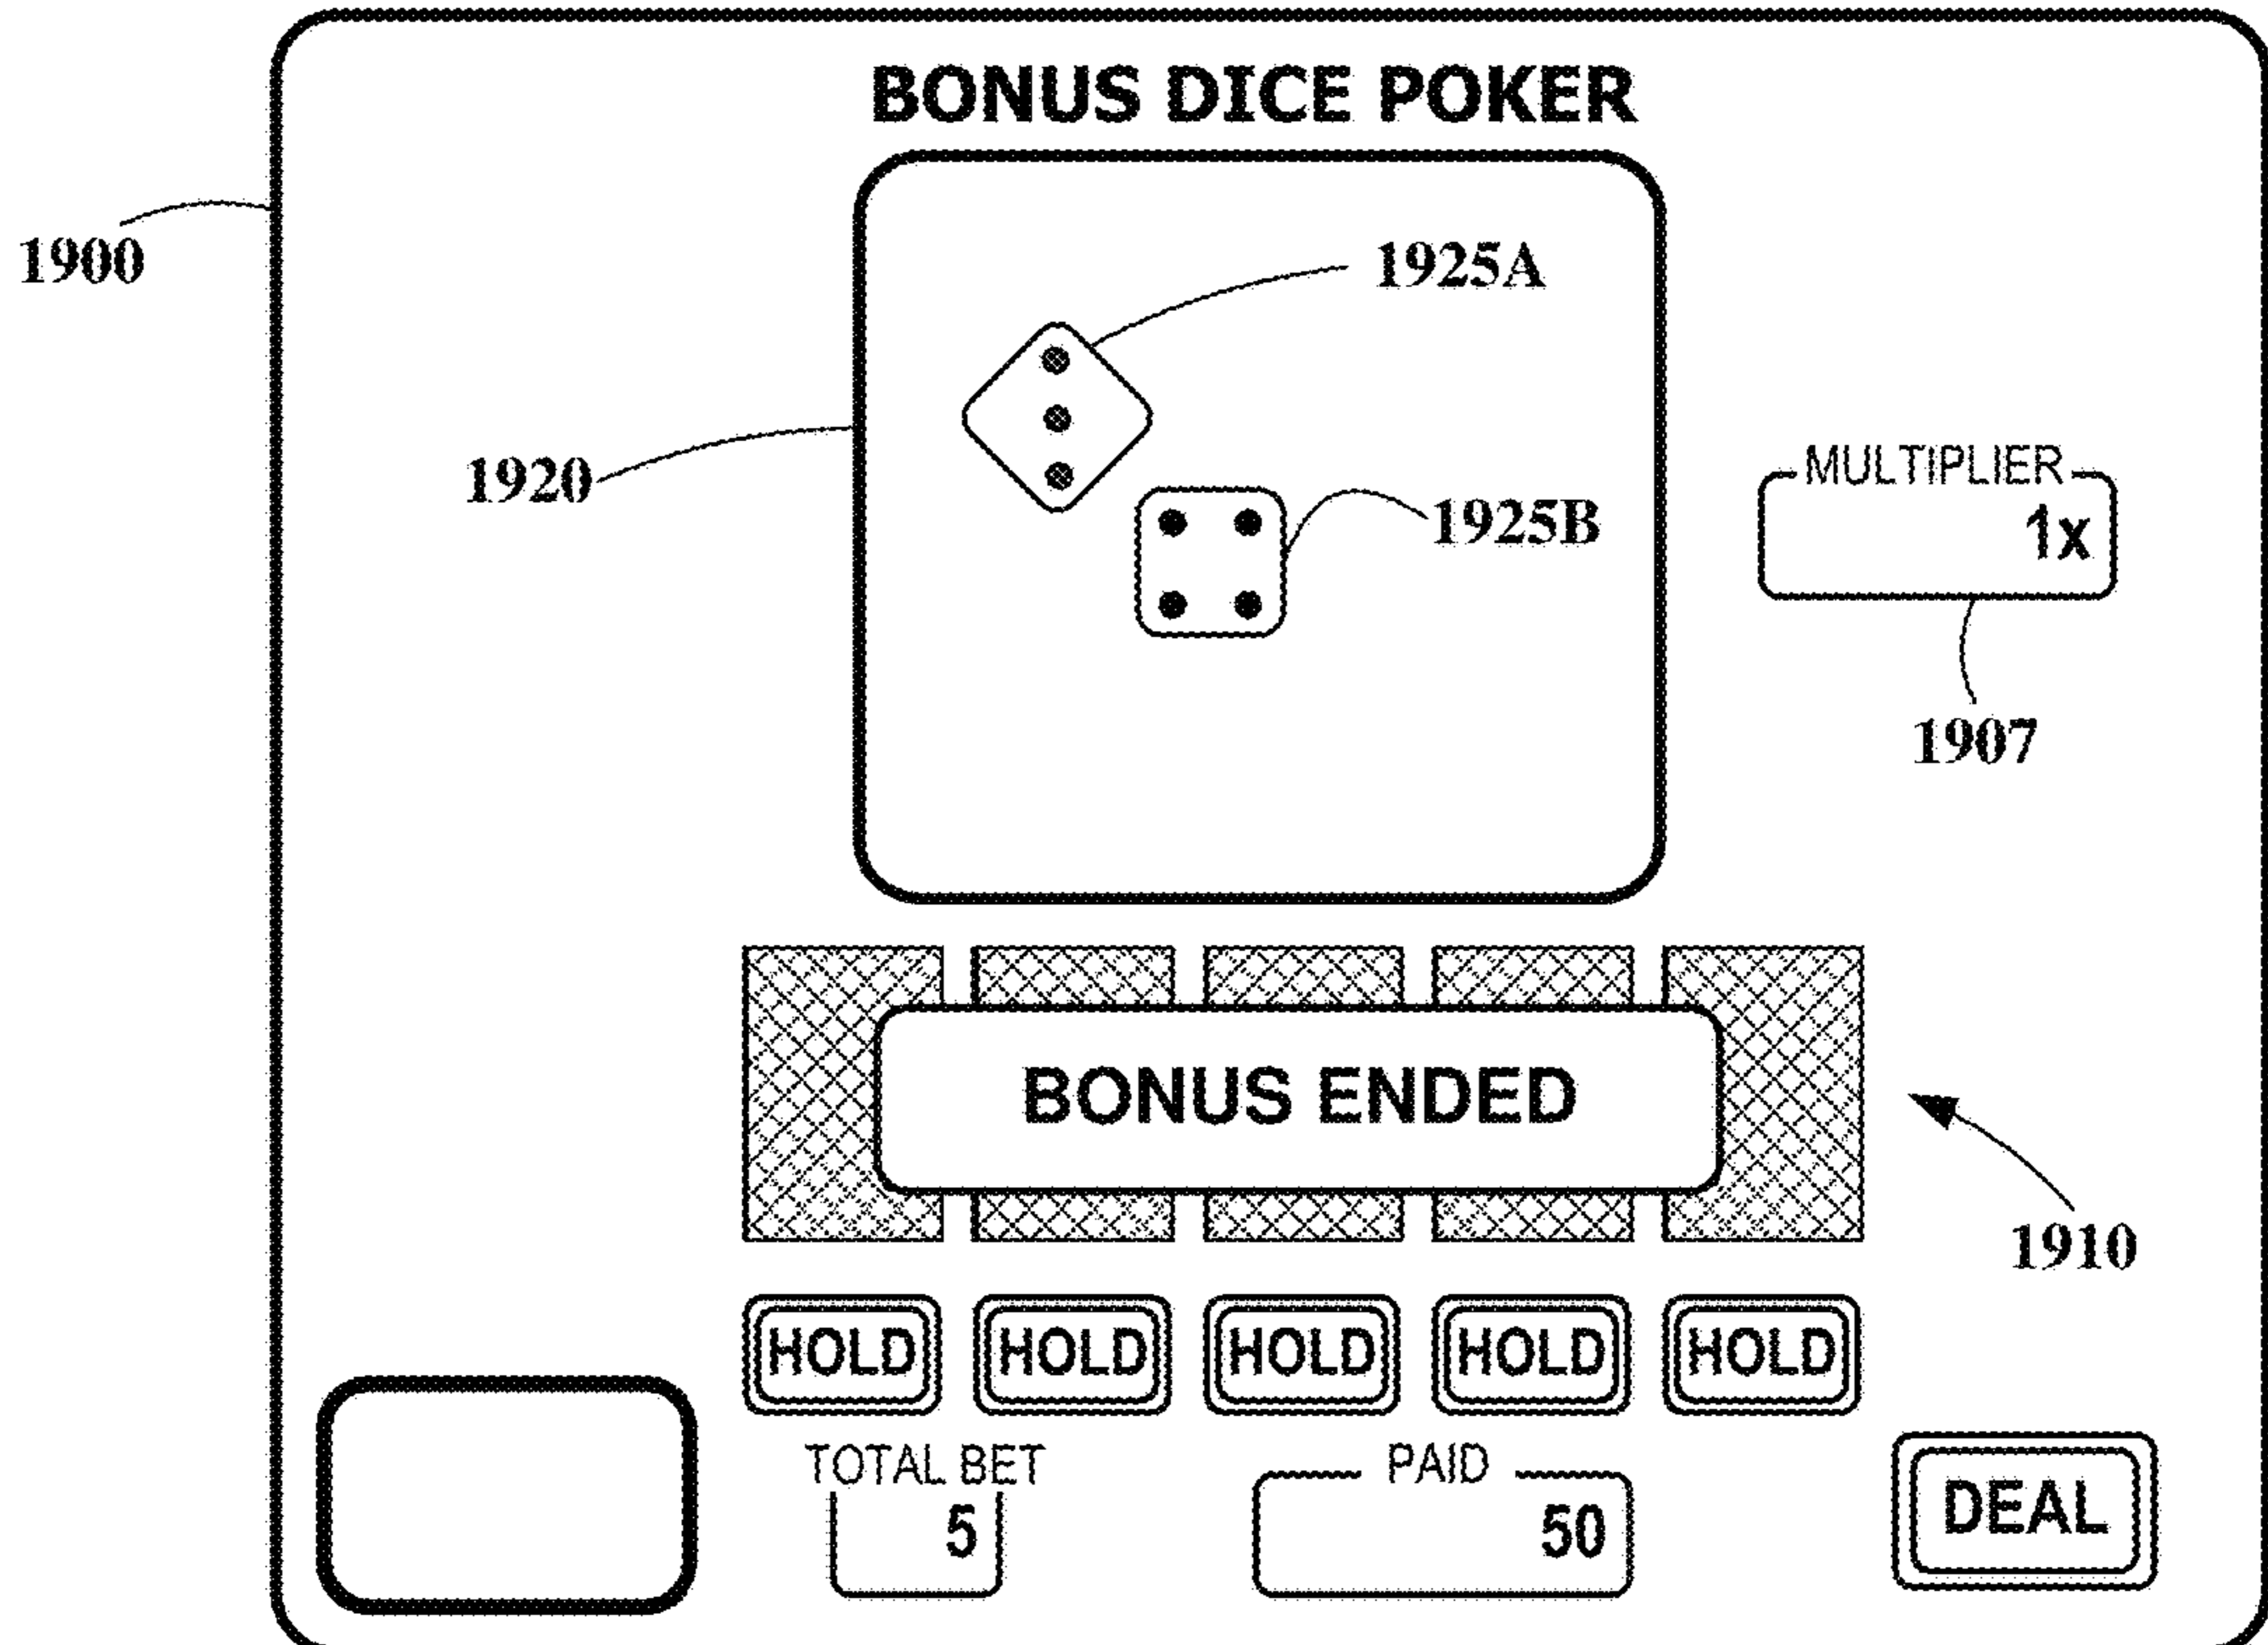 BONUS DICE POKER
1900
1925A
1920
MULTIPLIER
1x
1925B
1907
BONUS ENDED
1910
HOLD HOLD HOLD HOLD HOLD
TOTAL BET
5
PAID
50
DEAL